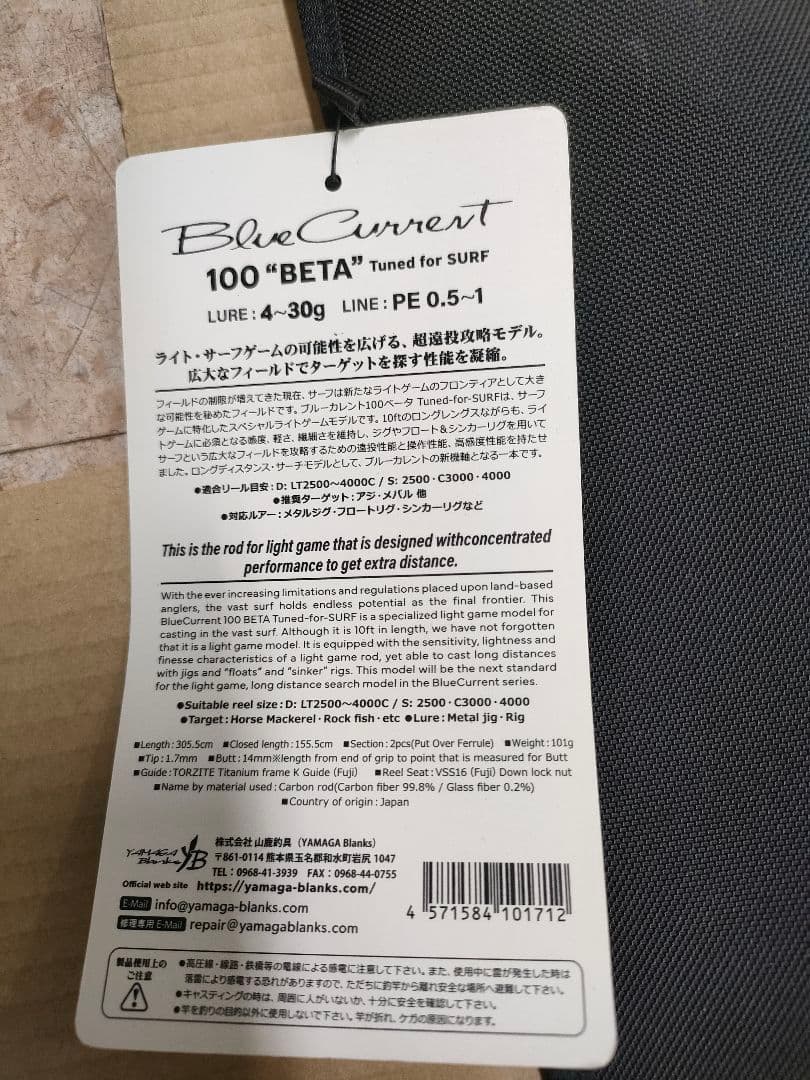 BlueCurrent
100 “BETA” Tuned for SURF
LURE : 4~30g LINE : PE 0.5~1
ライト・サーフゲームの可能性を広げる、超遠投攻略モデル。
広大なフィールドでターゲットを探す性能を凝縮。
フィールドの制限が増えてきた現在、サーフは新たなライトゲームのフロンティアとして大き
な可能性を秘めたフィールドです。ブルーカレント100ベータ Tuned-for-SURFは、サーフ
ゲームに特化したスペシャルライトゲームモデルです。10ftのロングレングスながらも、ライ
トゲームに必須となる感度、軽さ、繊細さを維持し、ジグやフロート&シンカーリグを用いて
サーフという広大なフィールドを攻略するための遠投性能と操作性能、高感度性能を持たせ
ました。ロングディスタンス・サーチモデルとして、ブルーカレントの新機軸となる一本です。
●適合リール目安 : D: LT2500~4000C / S: 2500・C3000・4000
●推奨ターゲット : アジ・メバル 他
●対応ルアー : メタルジグ・フロートリグ・シンカーリグなど
This is the rod for light game that is designed withconcentrated
performance to get extra distance.
With the ever increasing limitations and regulations placed upon land-based
anglers, the vast surf holds endless potential as the final frontier. This
BlueCurrent 100 BETA Tuned-for-SURF is a specialized light game model for
casting in the vast surf. Although it is 10ft in length, we have not forgotten
that it is a light game model. It is equipped with the sensitivity, lightness and
finesse characteristics of a light game rod, yet able to cast long distances
with jigs and “floats” and “sinker” rigs. This model will be the next standard
for the light game, long distance search model in the BlueCurrent series.
●Suitable reel size : D: LT2500~4000C / S: 2500・C3000・4000
●Target : Horse Mackerel・Rock fish・etc ●Lure : Metal jig・Rig
■Length : 305.5cm ■Closed length : 155.5cm ■Section : 2pcs(Put Over Ferrule) ■Weight : 101g
■Tip : 1.7mm ■Butt : 14mm※length from end of grip to point that is measured for Butt
■Guide : TORZITE Titanium frame K Guide (Fuji) ■Reel Seat : VSS16 (Fuji) Down lock nut
■Name by material used : Carbon rod(Carbon fiber 99.8% / Glass fiber 0.2%)
■Country of origin : Japan
YAMAGA Blanks YB
株式会社 山鹿釣具 (YAMAGA Blanks)
〒861-0114 熊本県玉名郡和水町岩尻 1047
TEL : 0968-41-3939 FAX : 0968-44-0755
Official web site https://yamaga-blanks.com/
E-Mail info@yamaga-blanks.com
修理専用 E-Mail repair@yamagablanks.com
4 571584 101712
製品使用上の
ご注意
●高圧線・線路・鉄橋等の電線による感電に注意して下さい。また、使用中に雷が発生した時は
落雷により感電する恐れがありますので、ただちに釣竿から離れ安全な場所へ避難して下さい。
●キャスティングの時は、周囲に人がいないか、十分に安全を確認して下さい。
●竿を釣りの目的以外に使用しないで下さい。竿が折れ、ケガの原因になります。